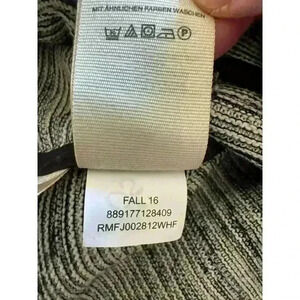 MIT ÄHNLICHEN FARBEN WASCHEN
FALL 16
889177128409
RMFJ002812WHF